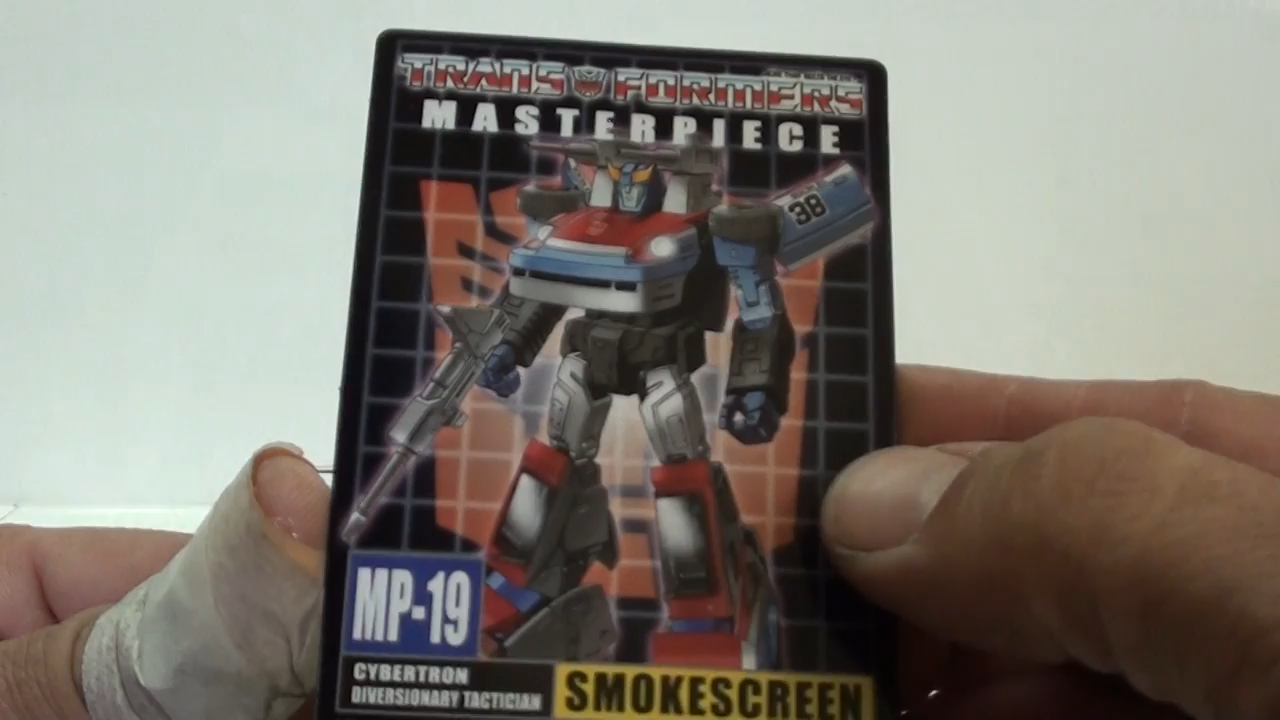 TRANSFORMERS
MASTERPIECE
38
MP-19
CYBERTRON
DIVERSIONARY TACTICIAN
SMOKESCREEN